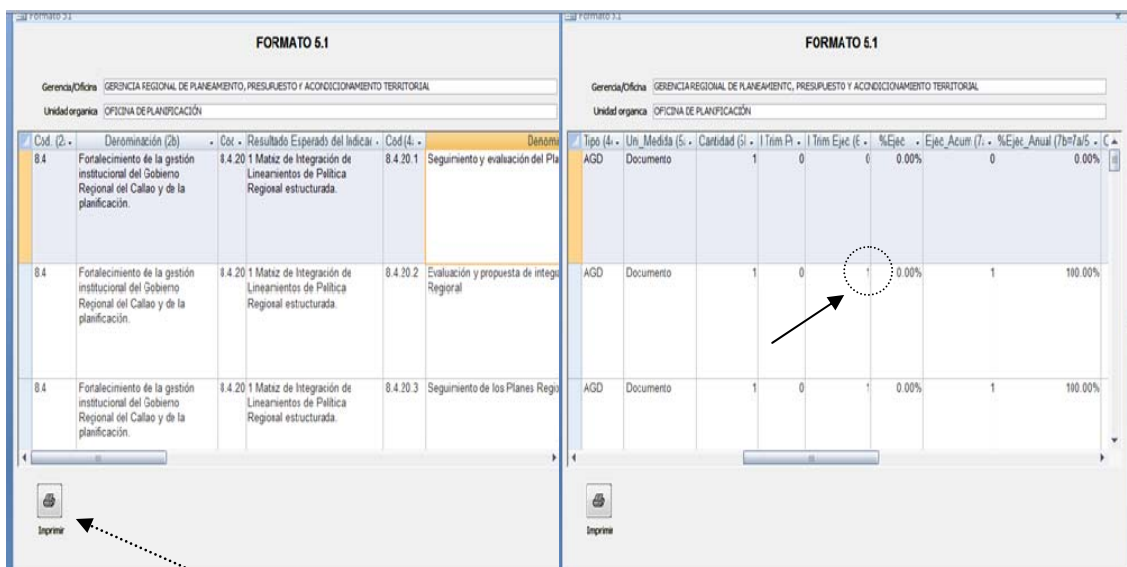 Formato 5.1
FORMATO 5.1
Gerencia/Oficina GERENCIA REGIONAL DE PLANEAMIENTO, PRESUPUESTO Y ACONDICIONAMIENTO TERRITORIAL
Unidad organica OFICINA DE PLANIFICACIÓN
Cod. (2. Denominación (2b) Cod Resultado Esperado del Indicar Cod (4. Denomi
8.4 Fortalecimiento de la gestión institucional del Gobierno Regional del Callao y de la planificación. 8.4.20 1 Matriz de Integración de Lineamientos de Política Regional estructurada. 8.4.20.1 Seguimiento y evaluación del Pla
8.4 Fortalecimiento de la gestión institucional del Gobierno Regional del Callao y de la planificación. 8.4.20 1 Matriz de Integración de Lineamientos de Política Regional estructurada. 8.4.20.2 Evaluación y propuesta de integra Regional
8.4 Fortalecimiento de la gestión institucional del Gobierno Regional del Callao y de la planificación. 8.4.20 1 Matriz de Integración de Lineamientos de Política Regional estructurada. 8.4.20.3 Seguimiento de los Planes Regio
Imprimir
Formato 5.1
FORMATO 5.1
Gerencia/Oficina GERENCIA REGIONAL DE PLANEAMIENTO, PRESUPUESTO Y ACONDICIONAMIENTO TERRITORIAL
Unidad organica OFICINA DE PLANIFICACIÓN
Tipo (4 Un_Medida (5. Cantidad (5 I Trim Pr I Trim Ejec (6 %Ejec Ejec_Acum (7. %Ejec_Anual (7b=7a/5 C
AGD Documento 1 0 0 0.00% 0 0.00%
AGD Documento 1 0 1 0.00% 1 100.00%
AGD Documento 1 0 1 0.00% 1 100.00%
Imprimir